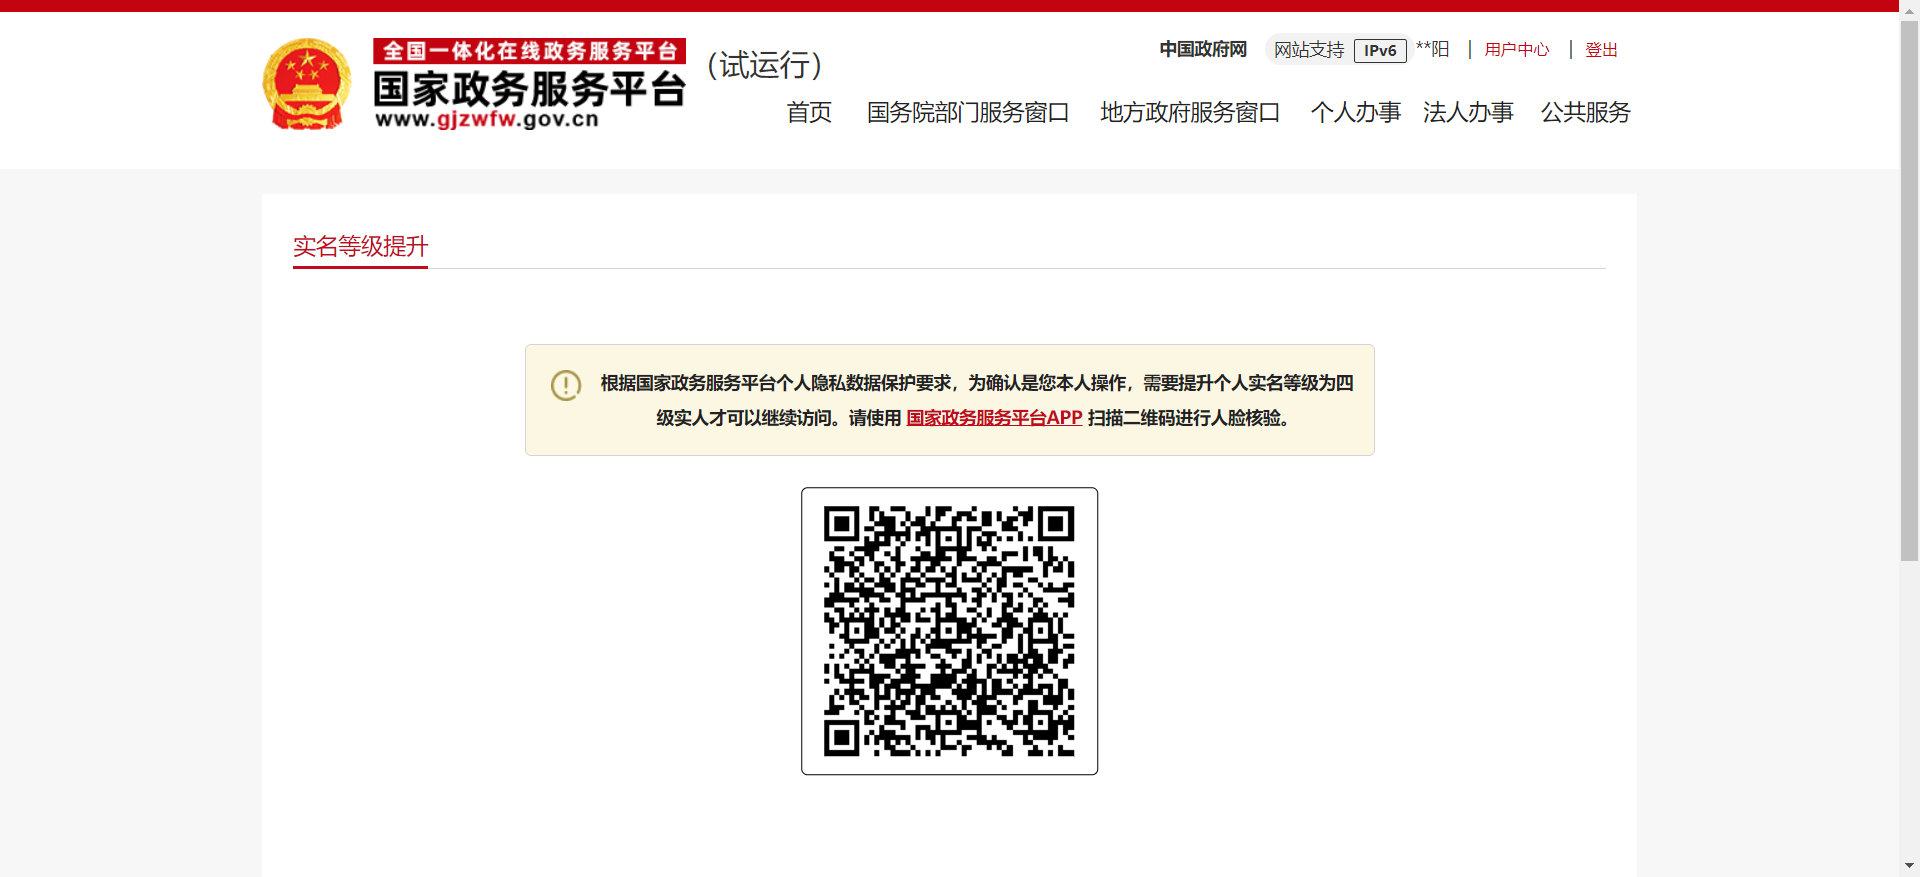 全国一体化在线政务服务平台
国家政务服务平台
www.gjzwfw.gov.cn
（试运行）
中国政府网 网站支持 IPv6 **阳 | 用户中心 | 登出
首页 国务院部门服务窗口 地方政府服务窗口 个人办事 法人办事 公共服务
实名等级提升
根据国家政务服务平台个人隐私数据保护要求，为确认是您本人操作，需要提升个人实名等级为四
级实人才可以继续访问。请使用 国家政务服务平台APP 扫描二维码进行人脸核验。